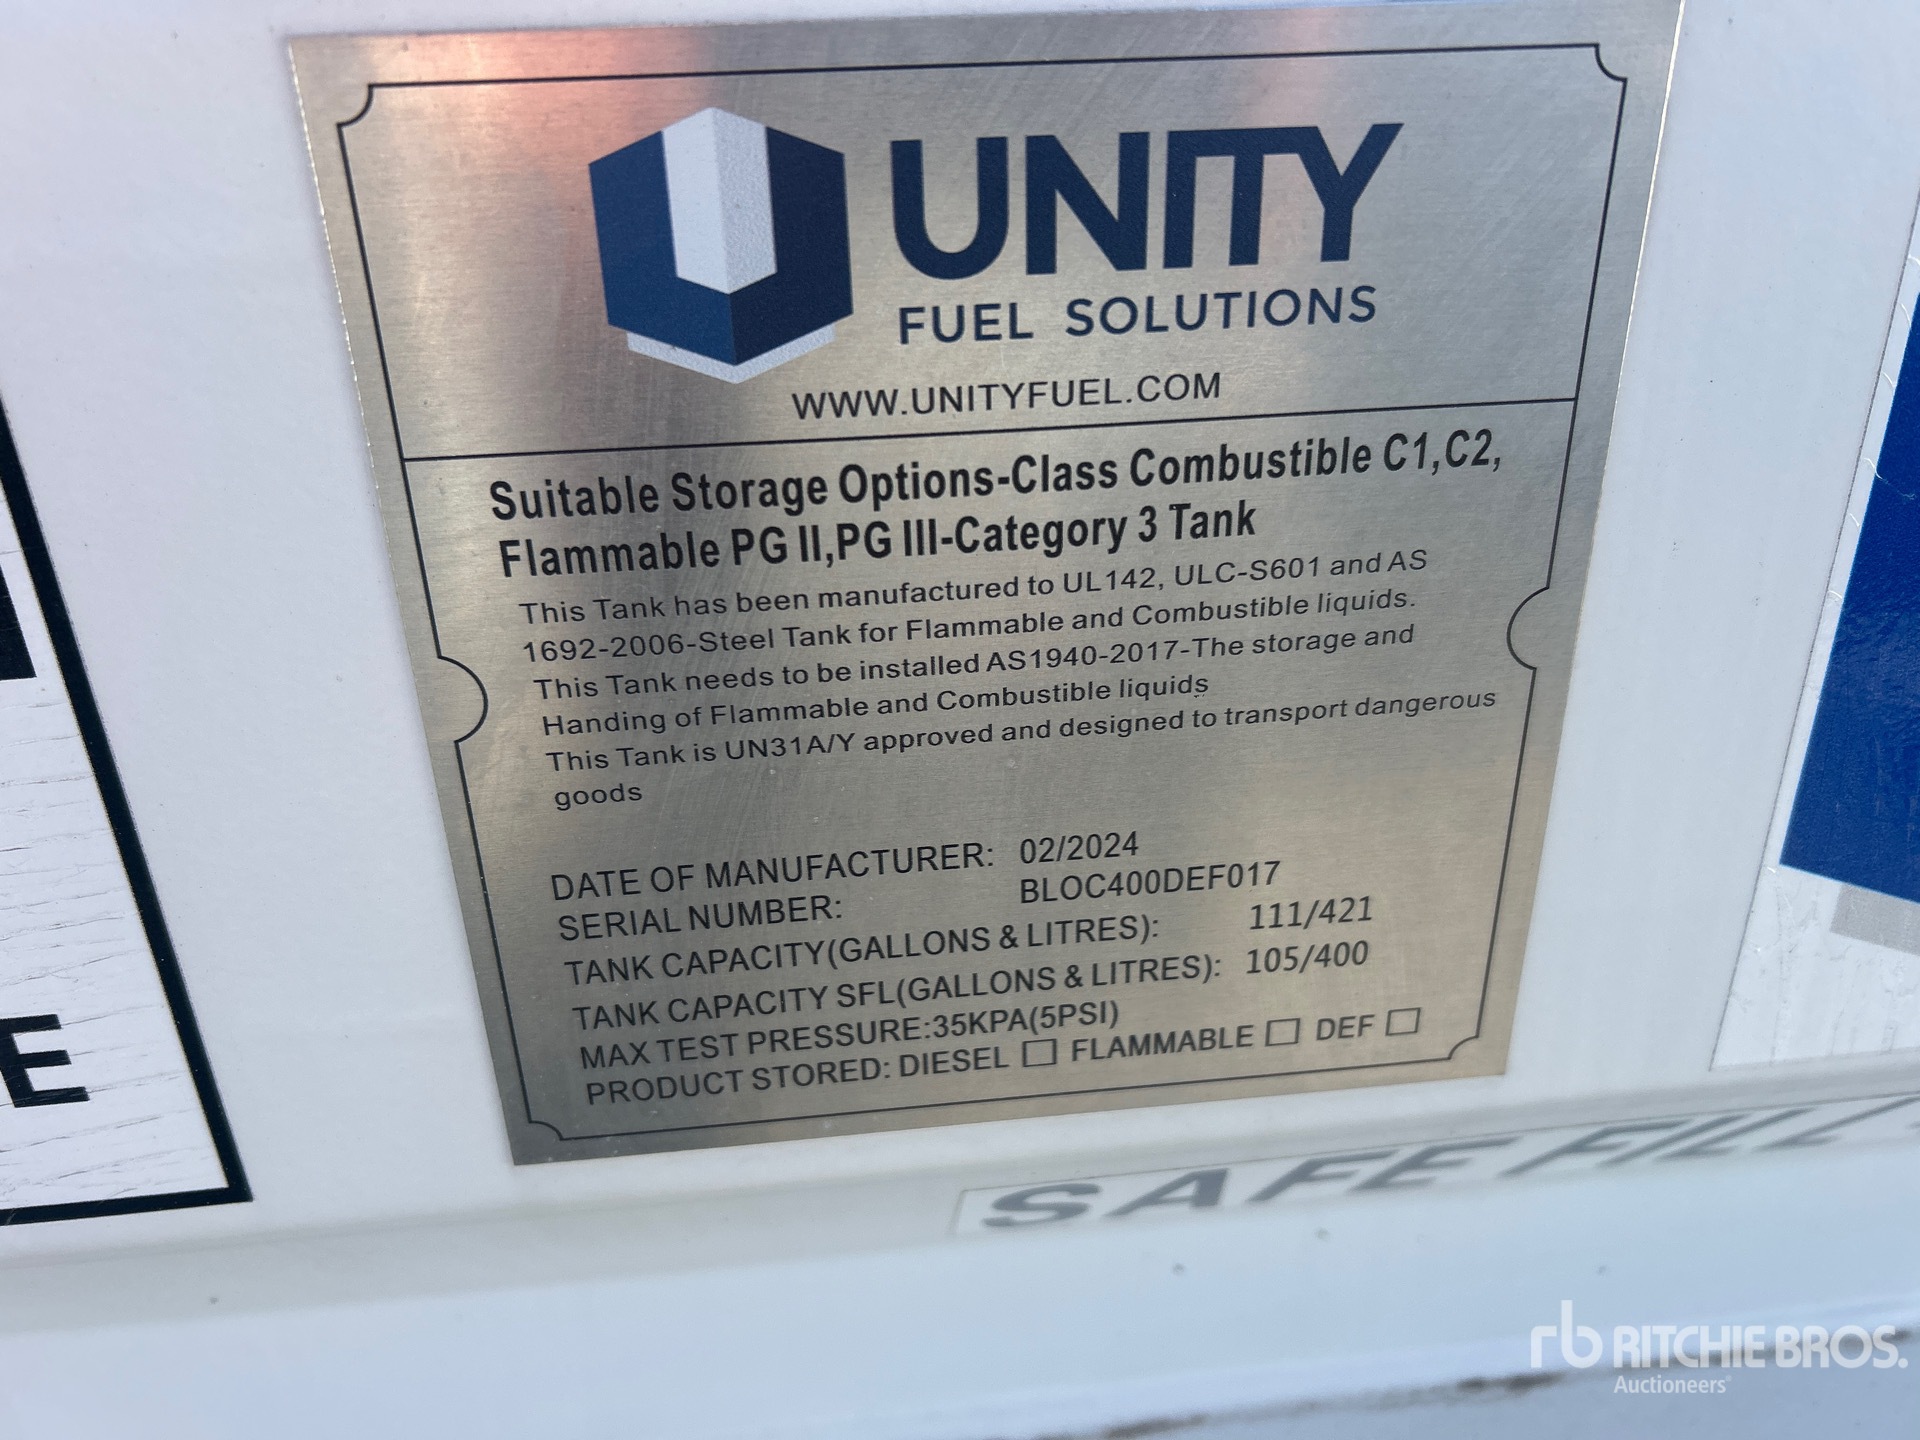 UNITY
FUEL SOLUTIONS
WWW.UNITYFUEL.COM
Suitable Storage Options-Class Combustible C1,C2,
Flammable PG II,PG III-Category 3 Tank
This Tank has been manufactured to UL142, ULC-S601 and AS
1692-2006-Steel Tank for Flammable and Combustible liquids.
This Tank needs to be installed AS1940-2017-The storage and
Handing of Flammable and Combustible liquids
This Tank is UN31A/Y approved and designed to transport dangerous
goods
DATE OF MANUFACTURER: 02/2024
SERIAL NUMBER: BLOC400DEF017
TANK CAPACITY(GALLONS & LITRES): 111/421
TANK CAPACITY SFL(GALLONS & LITRES): 105/400
MAX TEST PRESSURE:35KPA(5PSI)
PRODUCT STORED: DIESEL □ FLAMMABLE □ DEF □
E
SAFE FILL
rb RITCHIE BROS.
Auctioneers